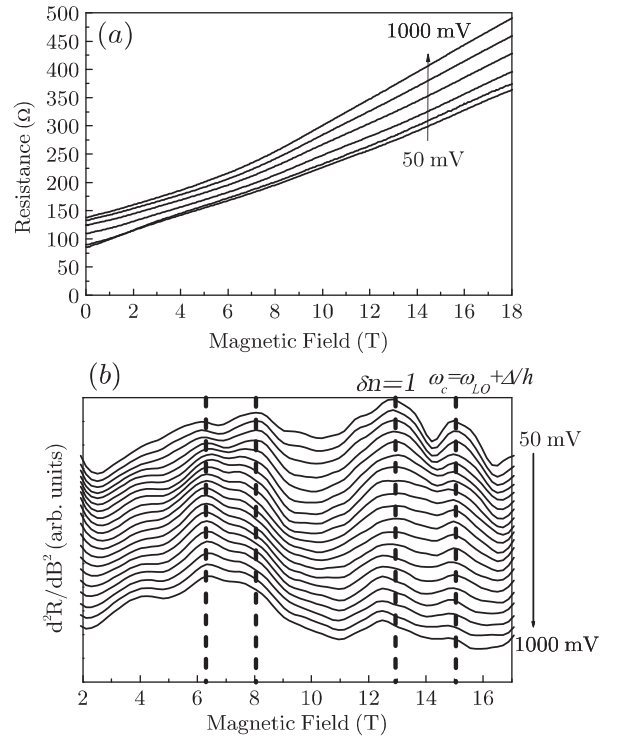 (a)
500
450
400
350
300
250
200
150
100
50
0
Resistance (Ω)
1000 mV
50 mV
0 2 4 6 8 10 12 14 16 18
Magnetic Field (T)
(b)
δn=1 ω_c=ω_LO+Δ/h
d²R/dB² (arb. units)
50 mV
1000 mV
2 4 6 8 10 12 14 16
Magnetic Field (T)